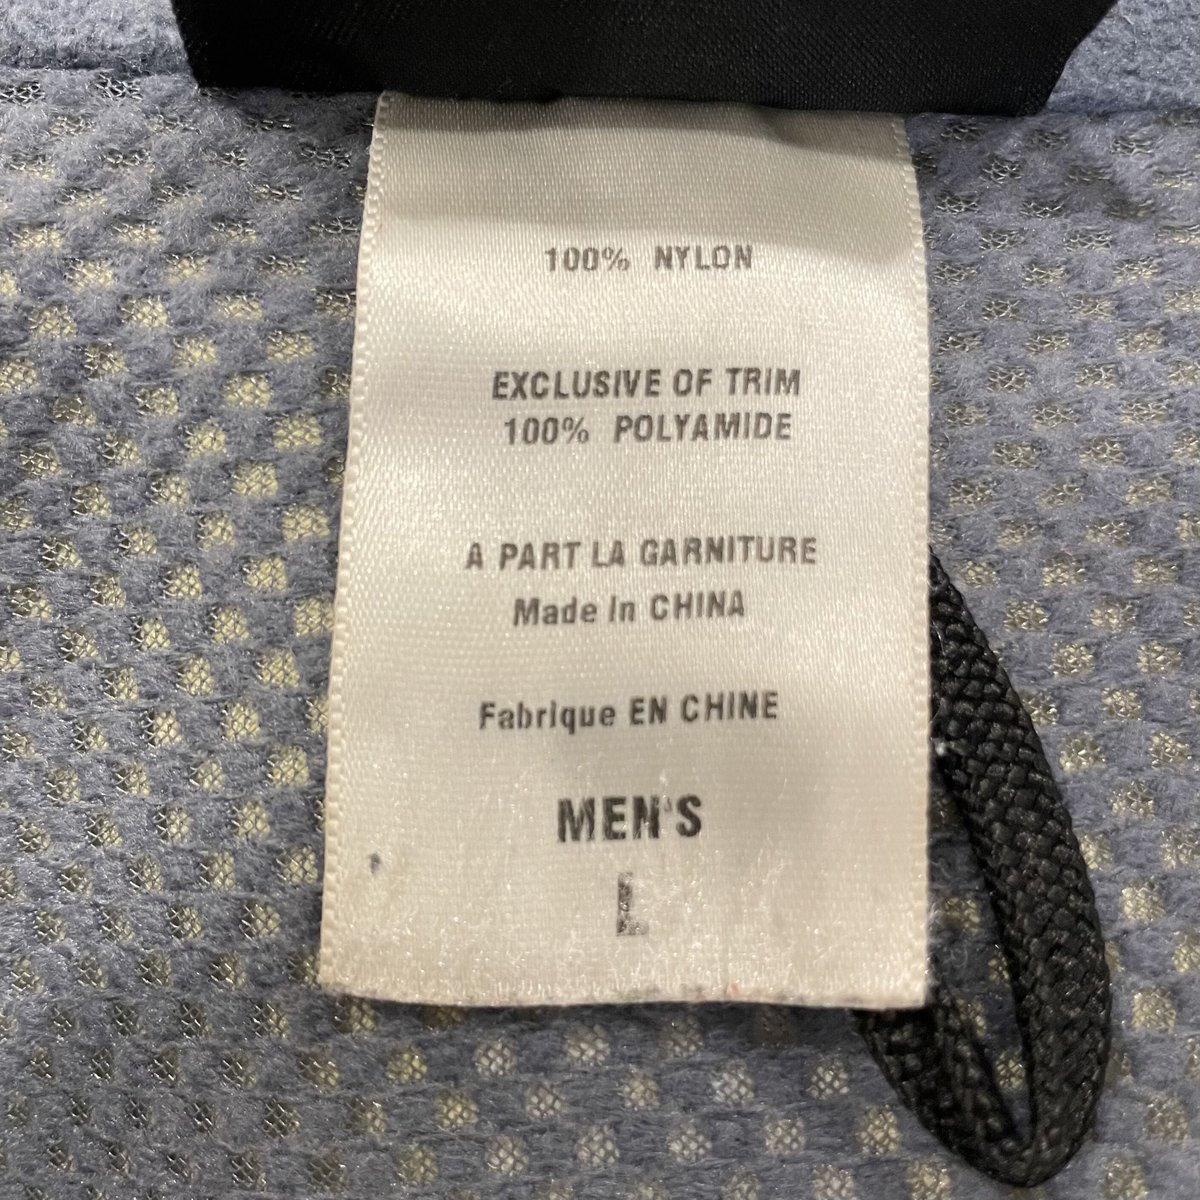 100% NYLON
EXCLUSIVE OF TRIM
100% POLYAMIDE
A PART LA GARNITURE
Made In CHINA
Fabrique EN CHINE
MEN'S
L